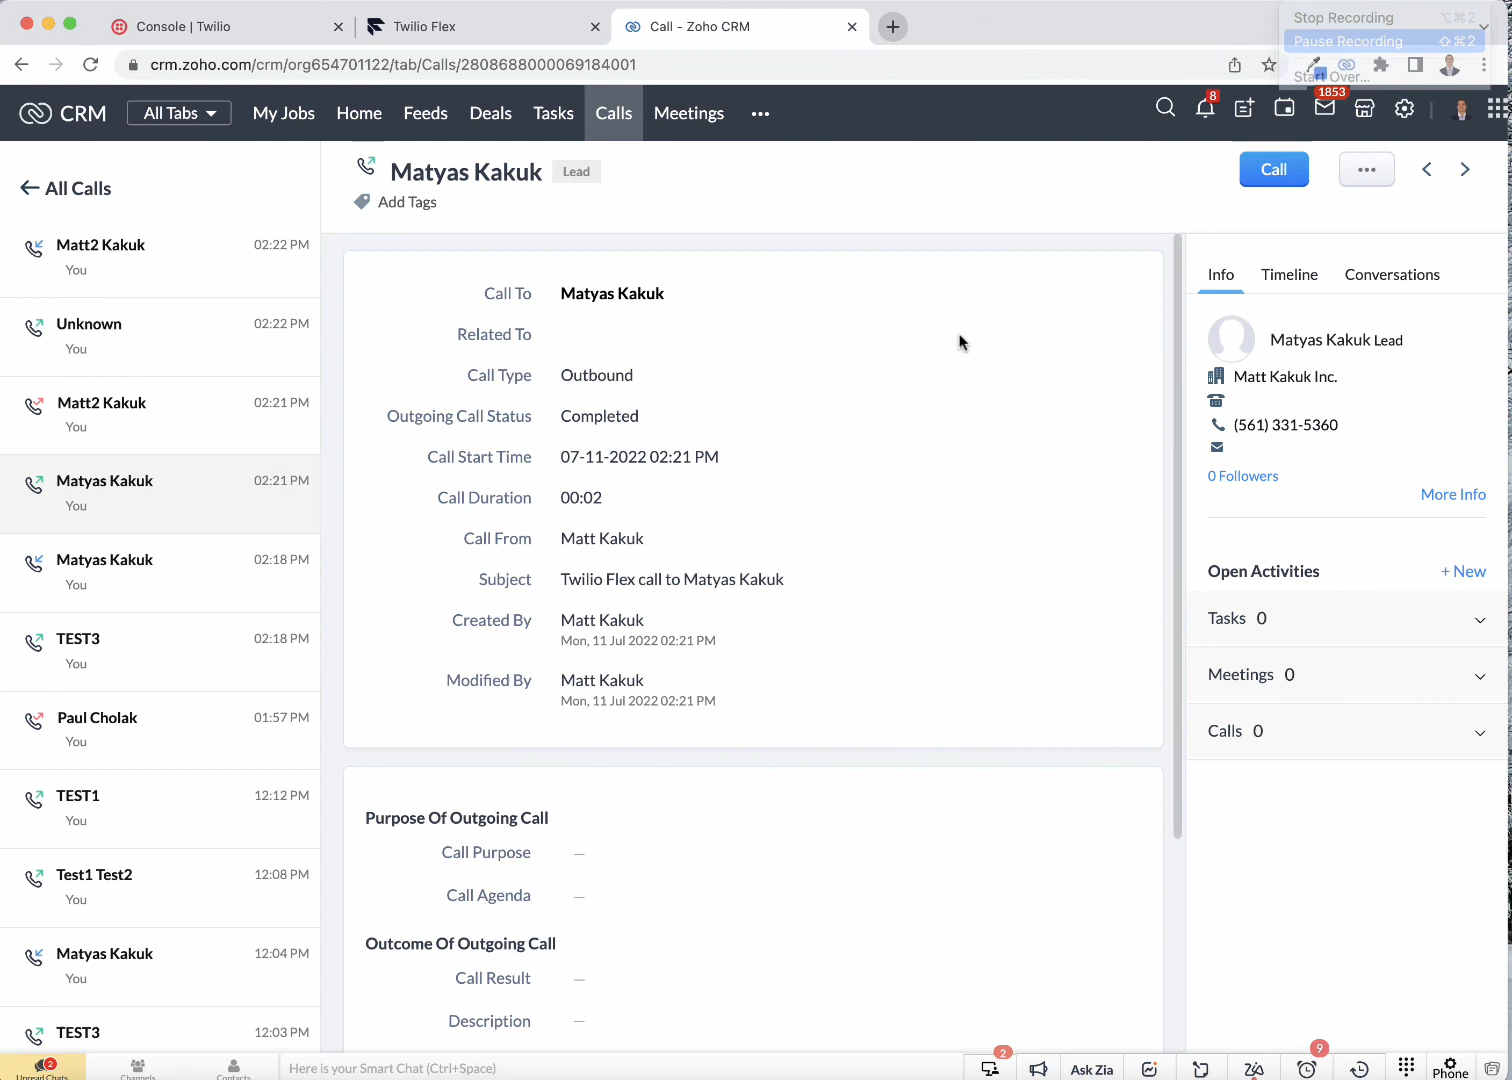 Console | Twilio
Twilio Flex
Call - Zoho CRM
Stop Recording ⌥⌘2
Pause Recording ⇧⌘2
Start Over...
crm.zoho.com/crm/org654701122/tab/Calls/2808688000069184001
CRM
All Tabs
My Jobs
Home
Feeds
Deals
Tasks
Calls
Meetings
8
1853
All Calls
Matt2 Kakuk 02:22 PM
You
Unknown 02:22 PM
You
Matt2 Kakuk 02:21 PM
You
Matyas Kakuk 02:21 PM
You
Matyas Kakuk 02:18 PM
You
TEST3 02:18 PM
You
Paul Cholak 01:57 PM
You
TEST1 12:12 PM
You
Test1 Test2 12:08 PM
You
Matyas Kakuk 12:04 PM
You
TEST3 12:03 PM
Matyas Kakuk Lead
Add Tags
Call
Call To Matyas Kakuk
Related To
Call Type Outbound
Outgoing Call Status Completed
Call Start Time 07-11-2022 02:21 PM
Call Duration 00:02
Call From Matt Kakuk
Subject Twilio Flex call to Matyas Kakuk
Created By Matt Kakuk
Mon, 11 Jul 2022 02:21 PM
Modified By Matt Kakuk
Mon, 11 Jul 2022 02:21 PM
Purpose Of Outgoing Call
Call Purpose —
Call Agenda —
Outcome Of Outgoing Call
Call Result —
Description —
Info
Timeline
Conversations
Matyas Kakuk Lead
Matt Kakuk Inc.
(561) 331-5360
0 Followers
More Info
Open Activities + New
Tasks 0
Meetings 0
Calls 0
2
Unread Chats
Channels
Contacts
Here is your Smart Chat (Ctrl+Space)
2
Ask Zia
9
Phone